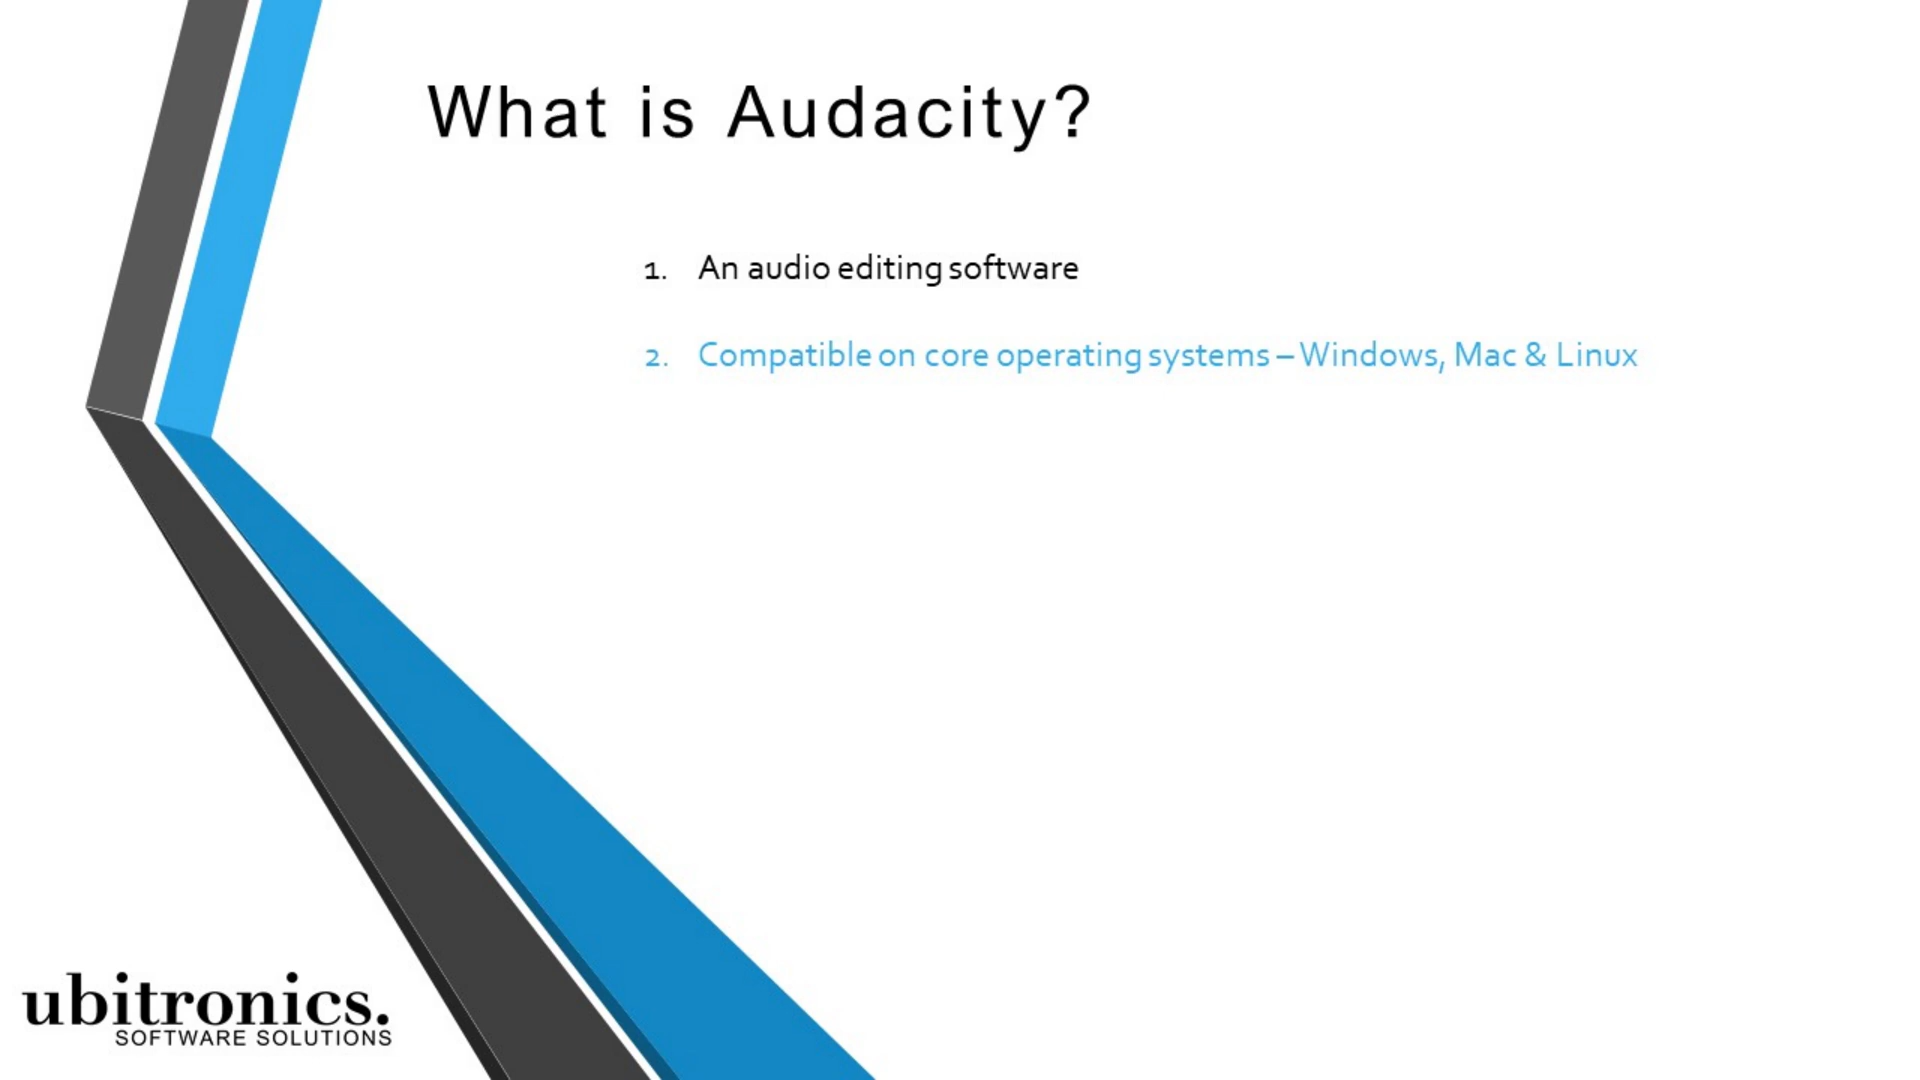 What is Audacity?
1. An audio editing software
2. Compatible on core operating systems – Windows, Mac & Linux
ubitronics.
SOFTWARE SOLUTIONS